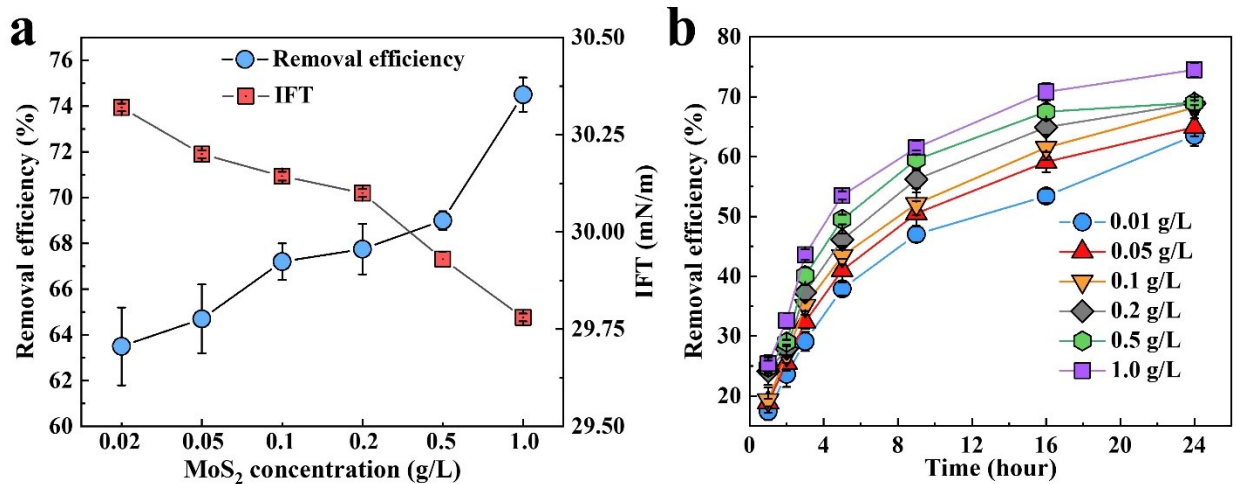 a
Removal efficiency
IFT
Removal efficiency (%)
76
74
72
70
68
66
64
62
60
IFT (mN/m)
30.50
30.25
30.00
29.75
29.50
0.02 0.05 0.1 0.2 0.5 1.0
MoS₂ concentration (g/L)
b
Removal efficiency (%)
80
70
60
50
40
30
20
0.01 g/L
0.05 g/L
0.1 g/L
0.2 g/L
0.5 g/L
1.0 g/L
0 4 8 12 16 20 24
Time (hour)